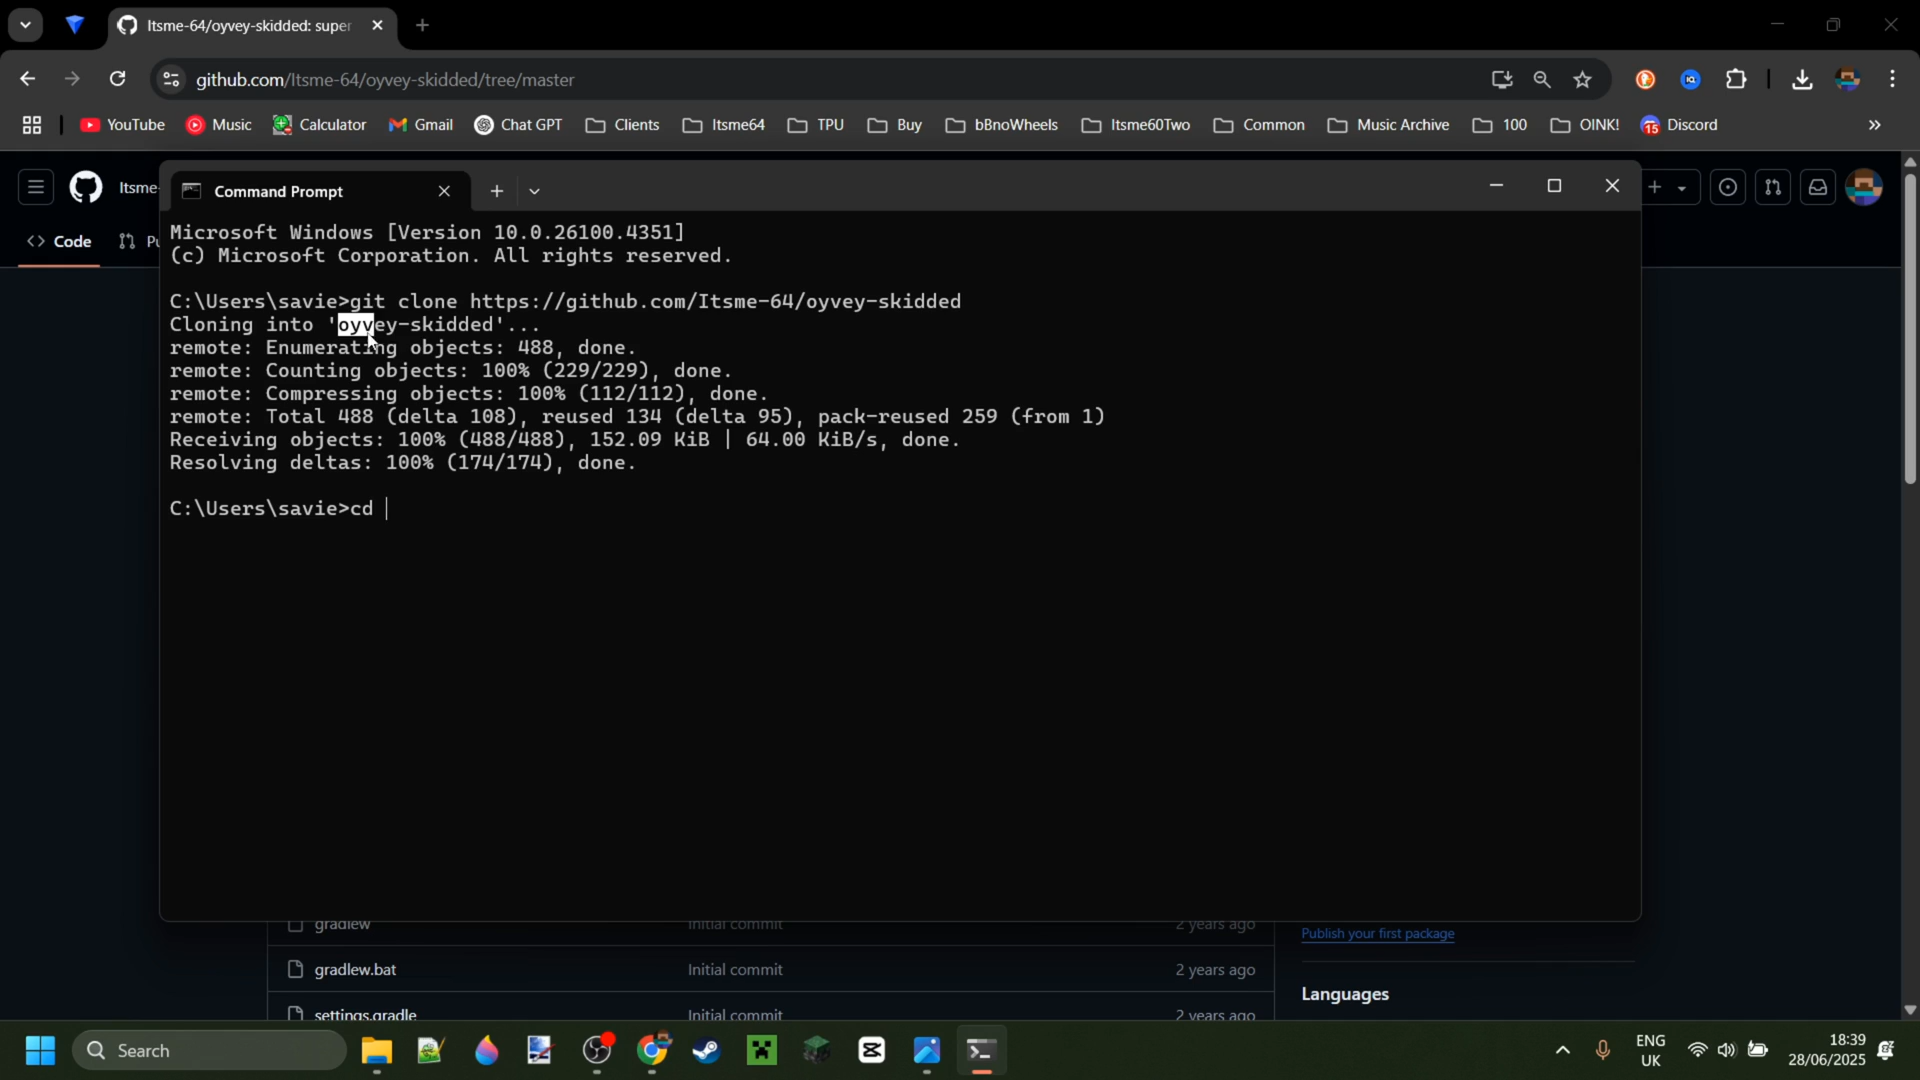 Itsme-64/oyvey-skidded: super
github.com/Itsme-64/oyvey-skidded/tree/master
YouTube
Music
Calculator
Gmail
Chat GPT
Clients
Itsme64
TPU
Buy
bBnoWheels
Itsme60Two
Common
Music Archive
100
OINK!
15
Discord
Itsme-
Command Prompt
Code
Pu
Microsoft Windows [Version 10.0.26100.4351]
(c) Microsoft Corporation. All rights reserved.
C:\Users\savie>git clone https://github.com/Itsme-64/oyvey-skidded
Cloning into 'oyvey-skidded'...
remote: Enumerating objects: 488, done.
remote: Counting objects: 100% (229/229), done.
remote: Compressing objects: 100% (112/112), done.
remote: Total 488 (delta 108), reused 134 (delta 95), pack-reused 259 (from 1)
Receiving objects: 100% (488/488), 152.09 KiB | 64.00 KiB/s, done.
Resolving deltas: 100% (174/174), done.
C:\Users\savie>cd
gradlew Initial commit 2 years ago
Publish your first package
gradlew.bat Initial commit 2 years ago
Languages
settings.gradle Initial commit 2 years ago
Search
ENG
UK
18:39
28/06/2025